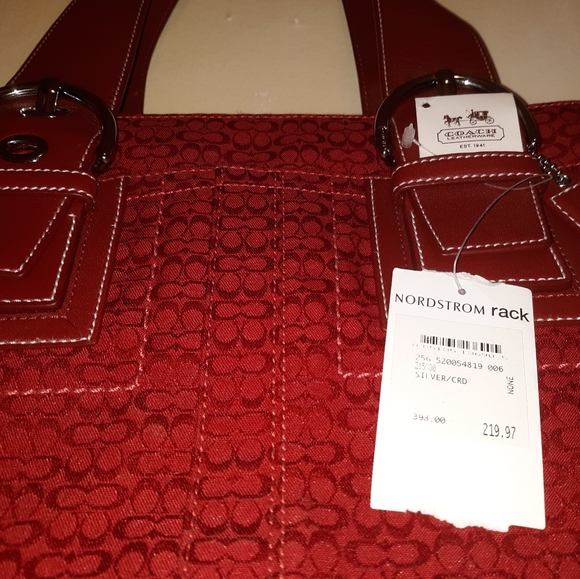 COACH
LEATHERWARE
EST. 1941
NORDSTROM rack
256 520054819 006
SILVER/CRD
NONE
398.00
219.97